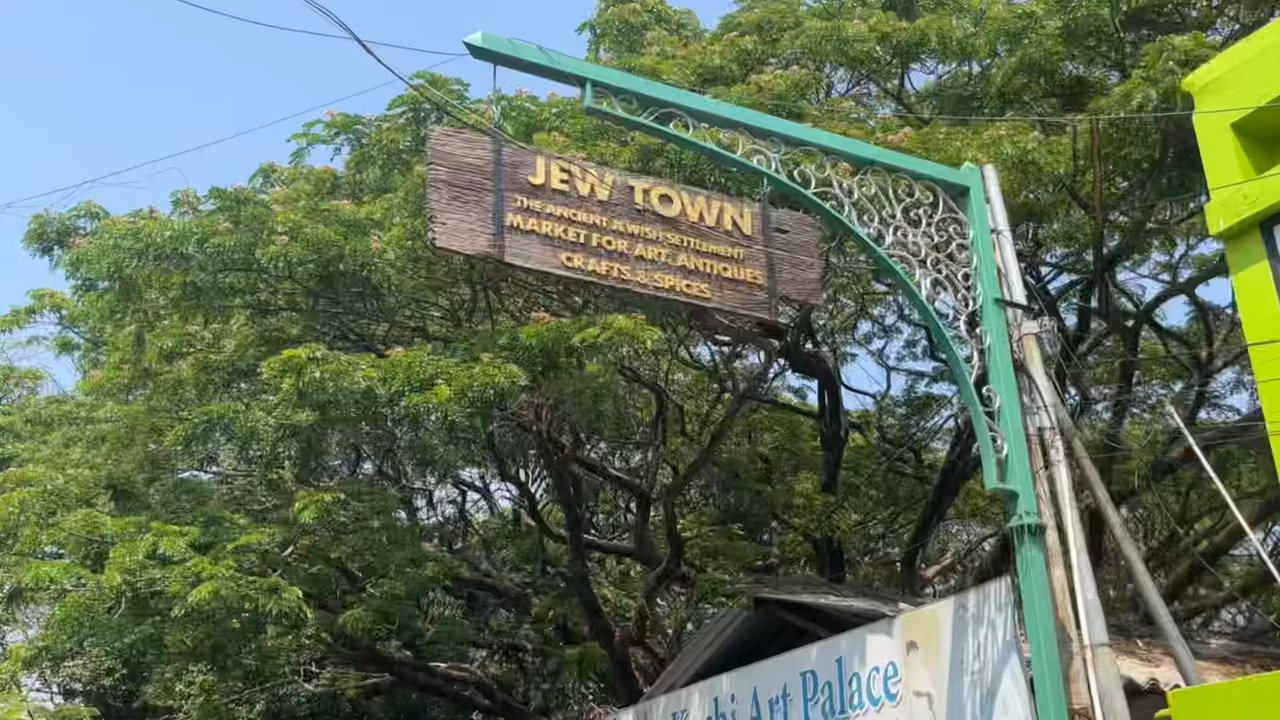 JEW TOWN
THE ANCIENT JEWISH SETTLEMENT
MARKET FOR ART, ANTIQUES
CRAFTS & SPICES
Art Palace